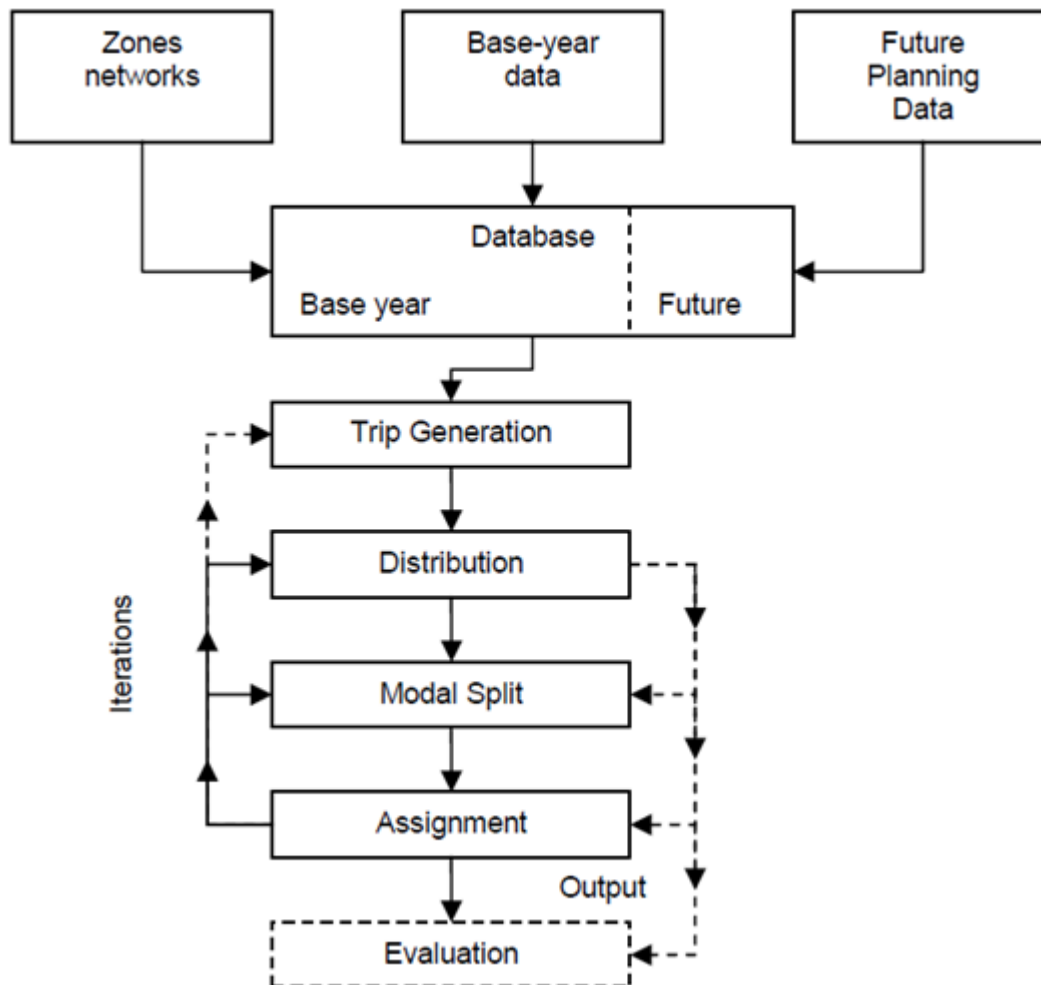 Zones
networks
Base-year
data
Future
Planning
Data
Database
Base year
Future
Trip Generation
Distribution
Iterations
Modal Split
Assignment
Output
Evaluation